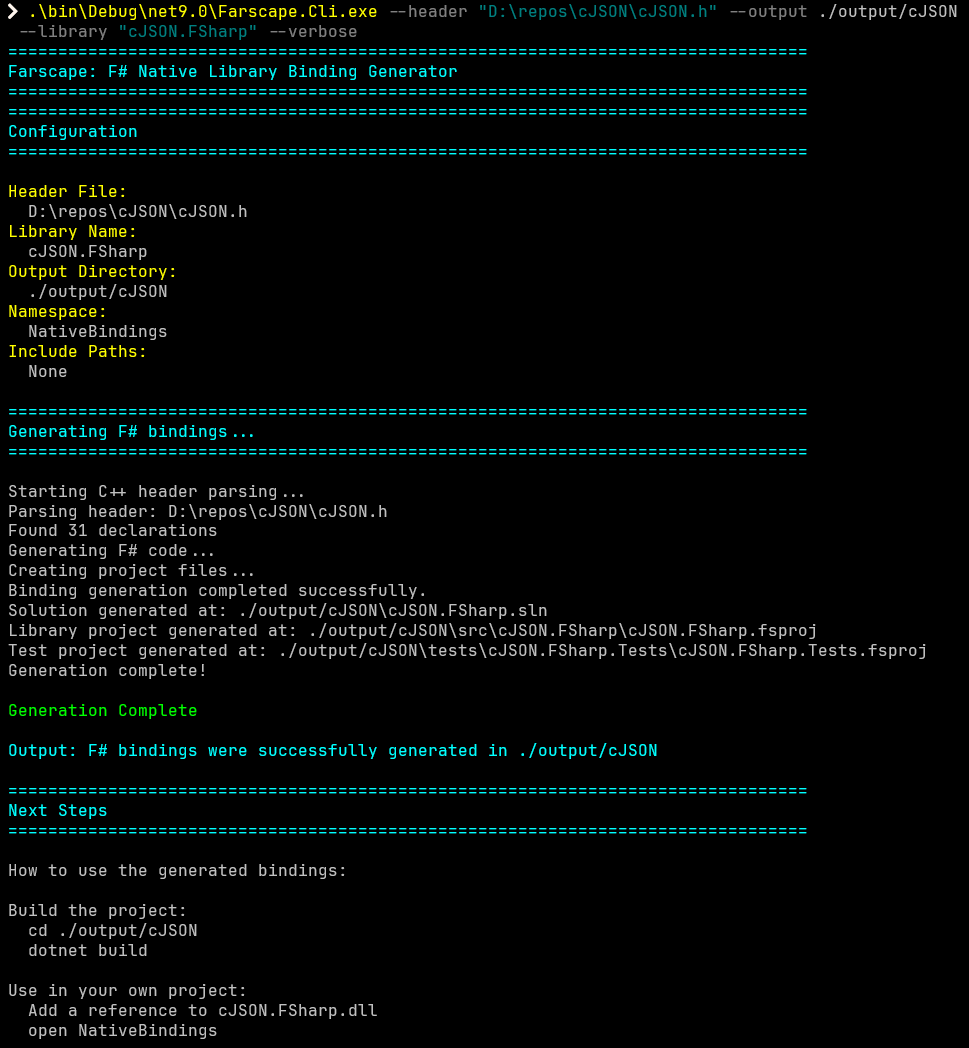 ❯ .\bin\Debug\net9.0\Farscape.Cli.exe --header "D:\repos\cJSON\cJSON.h" --output ./output/cJSON
--library "cJSON.FSharp" --verbose
================================================================================
Farscape: F# Native Library Binding Generator
================================================================================
================================================================================
Configuration
================================================================================
Header File:
D:\repos\cJSON\cJSON.h
Library Name:
cJSON.FSharp
Output Directory:
./output/cJSON
Namespace:
NativeBindings
Include Paths:
None
================================================================================
Generating F# bindings...
================================================================================
Starting C++ header parsing...
Parsing header: D:\repos\cJSON\cJSON.h
Found 31 declarations
Generating F# code...
Creating project files...
Binding generation completed successfully.
Solution generated at: ./output/cJSON\cJSON.FSharp.sln
Library project generated at: ./output/cJSON\src\cJSON.FSharp\cJSON.FSharp.fsproj
Test project generated at: ./output/cJSON\tests\cJSON.FSharp.Tests\cJSON.FSharp.Tests.fsproj
Generation complete!
Generation Complete
Output: F# bindings were successfully generated in ./output/cJSON
================================================================================
Next Steps
================================================================================
How to use the generated bindings:
Build the project:
cd ./output/cJSON
dotnet build
Use in your own project:
Add a reference to cJSON.FSharp.dll
open NativeBindings